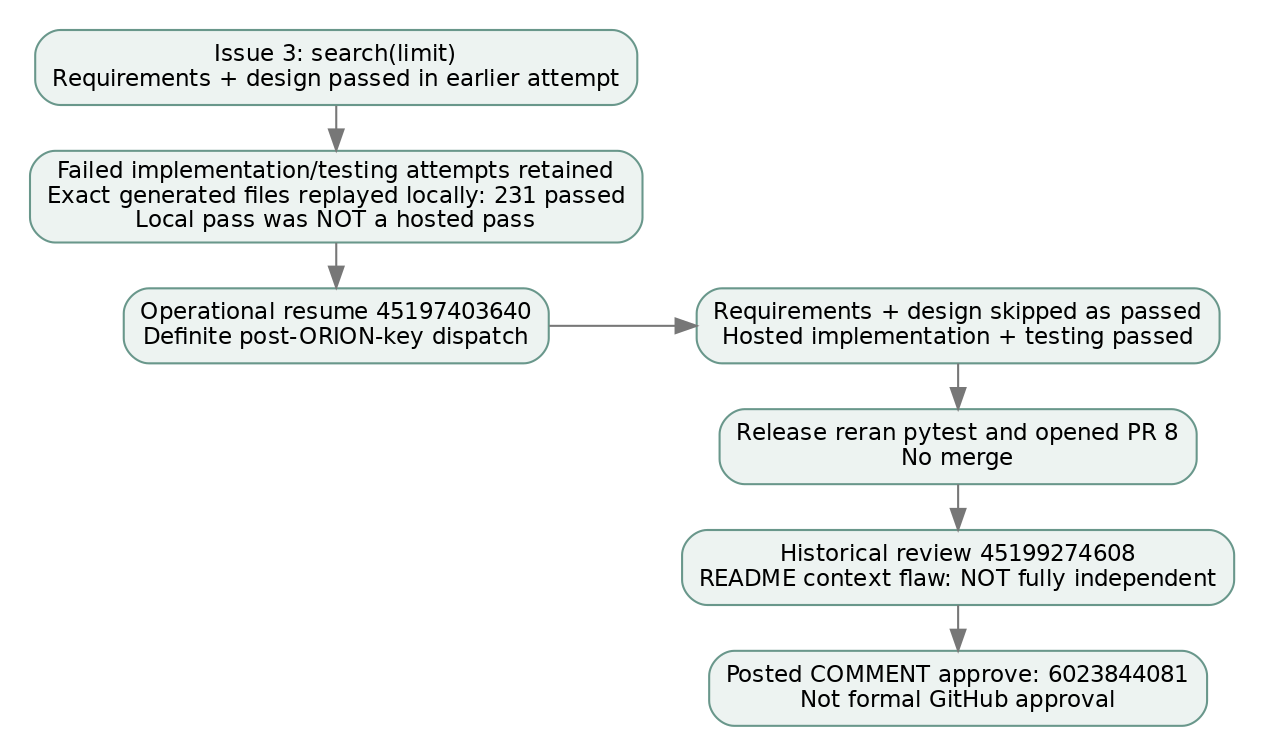 Issue 3: search(limit)
Requirements + design passed in earlier attempt
Failed implementation/testing attempts retained
Exact generated files replayed locally: 231 passed
Local pass was NOT a hosted pass
Operational resume 45197403640
Definite post-ORION-key dispatch
Requirements + design skipped as passed
Hosted implementation + testing passed
Release reran pytest and opened PR 8
No merge
Historical review 45199274608
README context flaw: NOT fully independent
Posted COMMENT approve: 6023844081
Not formal GitHub approval